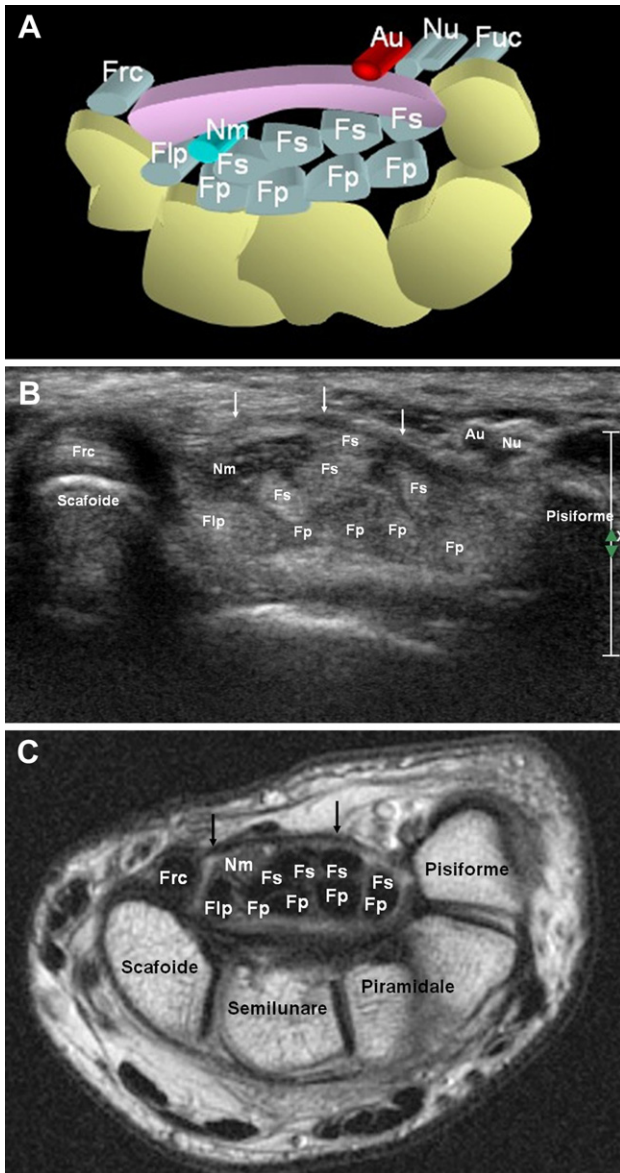 A
Au Nu Fuc
Frc
Nm Fs Fs Fs
Flp Fs
Fp Fp Fp Fp
B
Frc
Scafoide
Nm
Flp
Fs
Fs
Fs
Fs
Fp Fp Fp
Fp
Au Nu
Pisiforme
x
C
Frc
Nm Fs Fs Fs Fs
Flp Fp Fp Fp Fp
Pisiforme
Scafoide
Semilunare
Piramidale